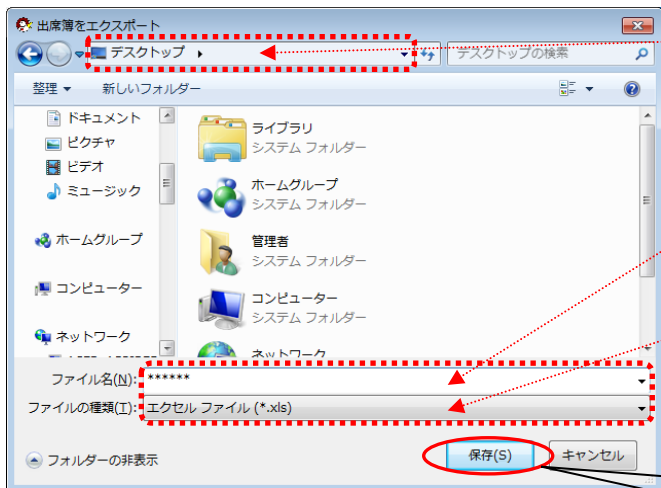 出席簿をエクスポート
デスクトップ
デスクトップの検索
整理
新しいフォルダー
ドキュメント
ピクチャ
ビデオ
ミュージック
ホームグループ
コンピューター
ネットワーク
ライブラリ
システム フォルダー
ホームグループ
システム フォルダー
管理者
システム フォルダー
コンピューター
システム フォルダー
ネットワーク
ファイル名(N): ******
ファイルの種類(T): エクセル ファイル (*.xls)
フォルダーの非表示
保存(S)
キャンセル